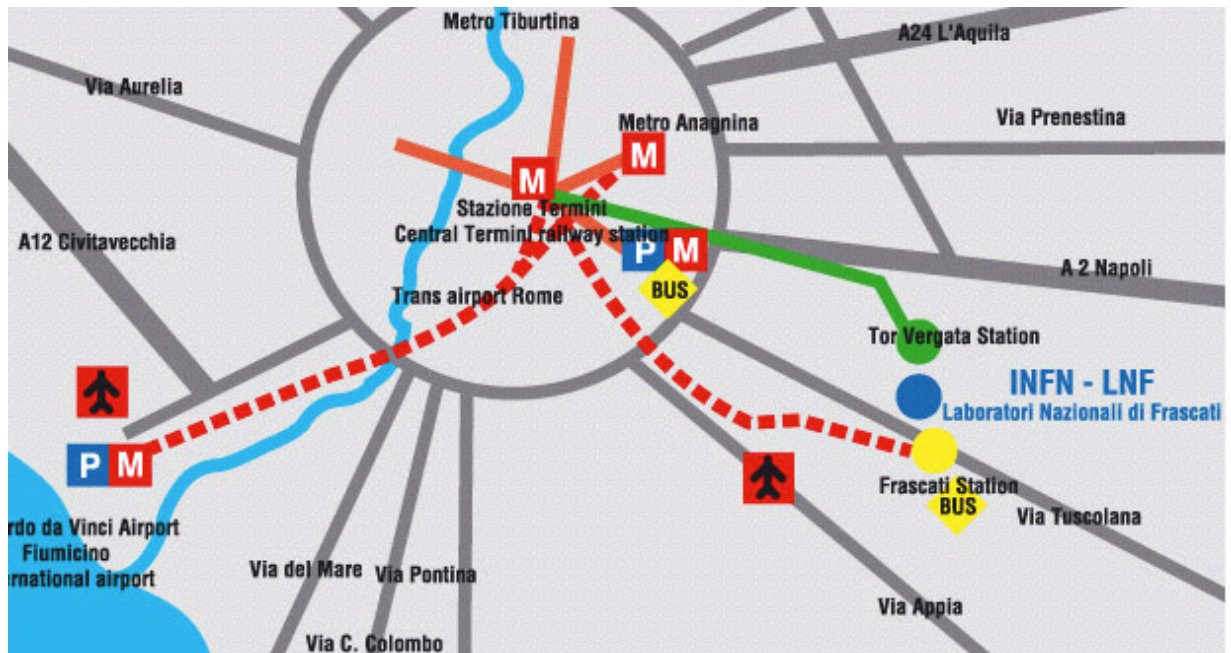 Metro Tiburtina
A24 L'Aquila
Via Aurelia
Metro Anagnina
Via Prenestina
M
M
Stazione Termini
Central Termini railway station
A12 Civitavecchia
P M
A 2 Napoli
BUS
Trans airport Rome
Tor Vergata Station
INFN - LNF
Laboratori Nazionali di Frascati
P M
Frascati Station
BUS
Via Tuscolana
rdo da Vinci Airport
Fiumicino
ernational airport
Via del Mare
Via Pontina
Via Appia
Via C. Colombo